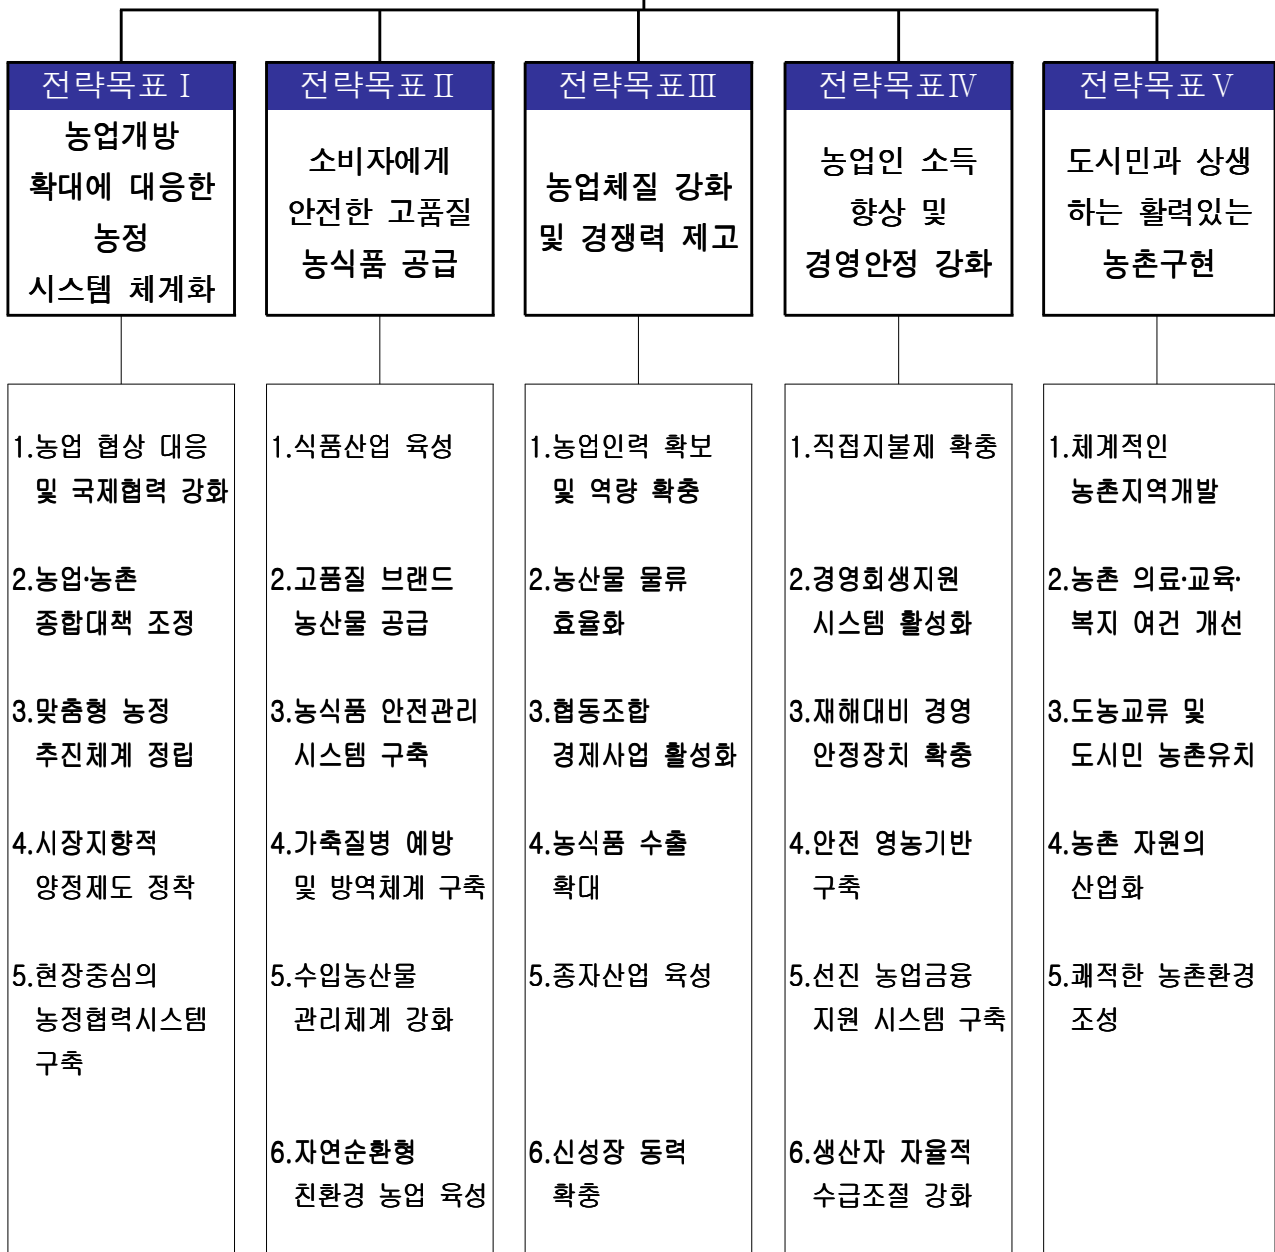 전략목표Ⅰ
농업개방
확대에 대응한
농정
시스템 체계화
전략목표Ⅱ
소비자에게
안전한 고품질
농식품 공급
전략목표Ⅲ
농업체질 강화
및 경쟁력 제고
전략목표Ⅳ
농업인 소득
향상 및
경영안정 강화
전략목표Ⅴ
도시민과 상생
하는 활력있는
농촌구현
1.농업 협상 대응
및 국제협력 강화
2.농업·농촌
종합대책 조정
3.맞춤형 농정
추진체계 정립
4.시장지향적
양정제도 정착
5.현장중심의
농정협력시스템
구축
1.식품산업 육성
2.고품질 브랜드
농산물 공급
3.농식품 안전관리
시스템 구축
4.가축질병 예방
및 방역체계 구축
5.수입농산물
관리체계 강화
6.자연순환형
친환경 농업 육성
1.농업인력 확보
및 역량 확충
2.농산물 물류
효율화
3.협동조합
경제사업 활성화
4.농식품 수출
확대
5.종자산업 육성
6.신성장 동력
확충
1.직접지불제 확충
2.경영회생지원
시스템 활성화
3.재해대비 경영
안정장치 확충
4.안전 영농기반
구축
5.선진 농업금융
지원 시스템 구축
6.생산자 자율적
수급조절 강화
1.체계적인
농촌지역개발
2.농촌 의료·교육·
복지 여건 개선
3.도농교류 및
도시민 농촌유치
4.농촌 자원의
산업화
5.쾌적한 농촌환경
조성